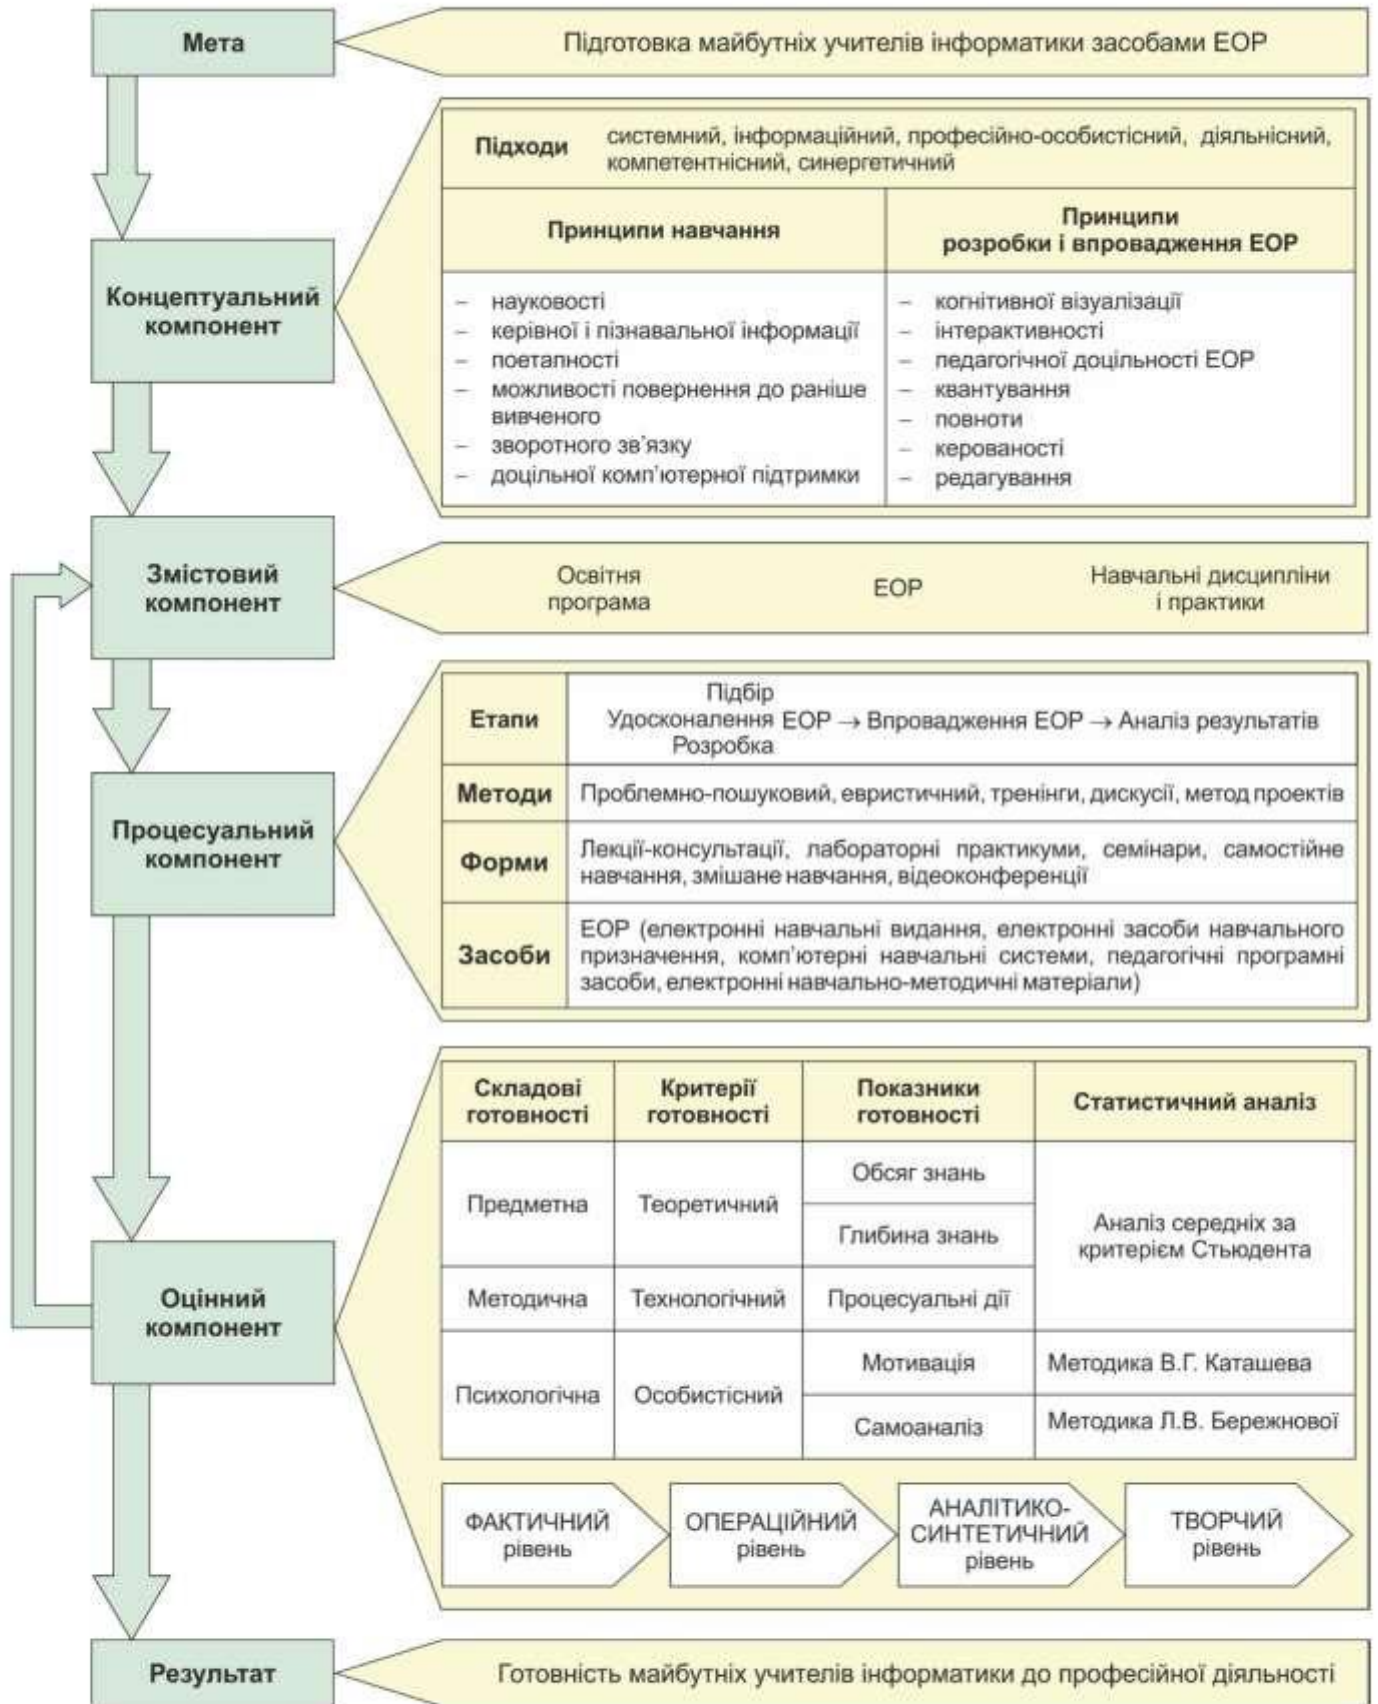 Мета
Підготовка майбутніх учителів інформатики засобами ЕОР
Концептуальний
компонент
Підходи
системний, інформаційний, професійно-особистісний, діяльнісний,
компетентнісний, синергетичний
Принципи навчання
Принципи
розробки і впровадження ЕОР
– науковості
– керівної і пізнавальної інформації
– поетапності
– можливості повернення до раніше
вивченого
– зворотного зв’язку
– доцільної комп’ютерної підтримки
– когнітивної візуалізації
– інтерактивності
– педагогічної доцільності ЕОР
– квантування
– повноти
– керованості
– редагування
Змістовий
компонент
Освітня
програма
ЕОР
Навчальні дисципліни
і практики
Процесуальний
компонент
Етапи
Підбір
Удосконалення ЕОР → Впровадження ЕОР → Аналіз результатів
Розробка
Методи
Проблемно-пошуковий, евристичний, тренінги, дискусії, метод проектів
Форми
Лекції-консультації, лабораторні практикуми, семінари, самостійне
навчання, змішане навчання, відеоконференції
Засоби
ЕОР (електронні навчальні видання, електронні засоби навчального
призначення, комп’ютерні навчальні системи, педагогічні програмні
засоби, електронні навчально-методичні матеріали)
Оцінний
компонент
Складові
готовності
Критерії
готовності
Показники
готовності
Статистичний аналіз
Предметна
Теоретичний
Обсяг знань
Глибина знань
Аналіз середніх за
критерієм Стьюдента
Методична
Технологічний
Процесуальні дії
Психологічна
Особистісний
Мотивація
Методика В.Г. Каташева
Самоаналіз
Методика Л.В. Бережнової
ФАКТИЧНИЙ
рівень
ОПЕРАЦІЙНИЙ
рівень
АНАЛІТИКО-
СИНТЕТИЧНИЙ
рівень
ТВОРЧИЙ
рівень
Результат
Готовність майбутніх учителів інформатики до професійної діяльності